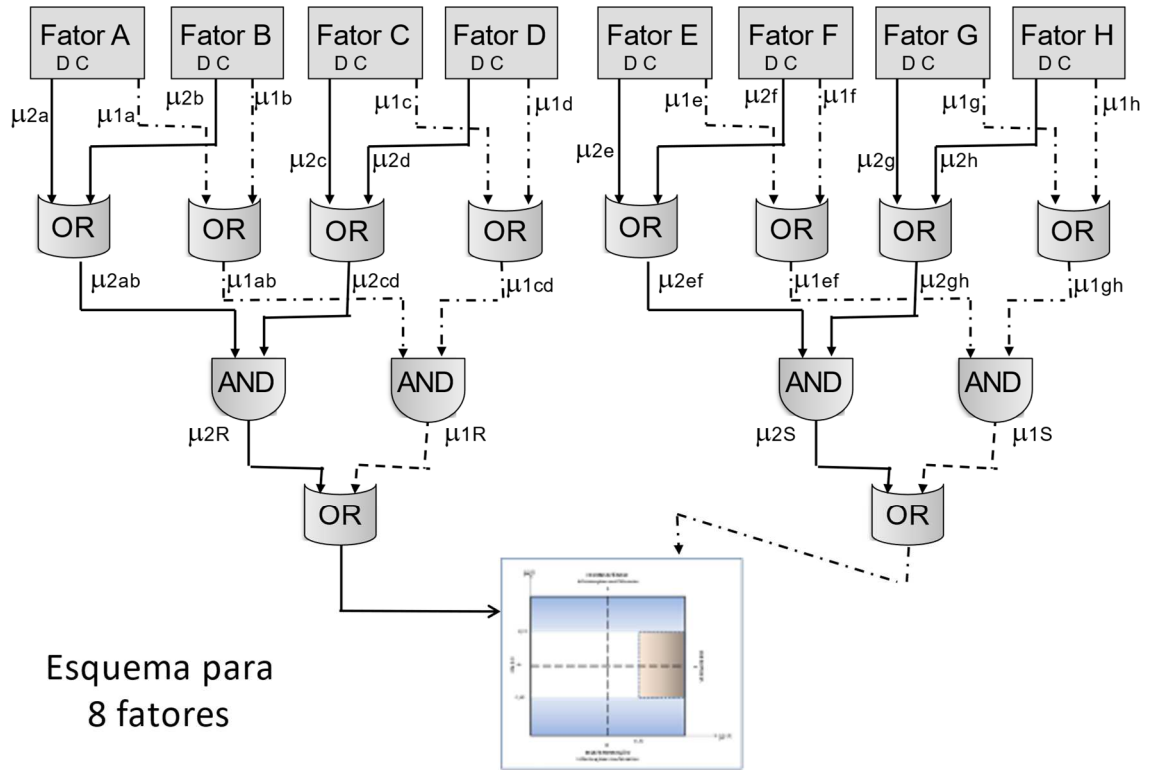 Fator A
Fator B
Fator C
Fator D
Fator E
Fator F
Fator G
Fator H
D C
D C
D C
D C
D C
D C
D C
D C
μ2a
μ1a
μ2b
μ1b
μ1c
μ1d
μ1e
μ2f
μ1f
μ1g
μ1h
μ2c
μ2d
μ2e
μ2g
μ2h
OR
OR
OR
OR
OR
OR
OR
OR
μ2ab
μ1ab
μ2cd
μ1cd
μ2ef
μ1ef
μ2gh
μ1gh
AND
AND
AND
AND
μ2R
μ1R
μ2S
μ1S
OR
OR
Esquema para
8 fatores